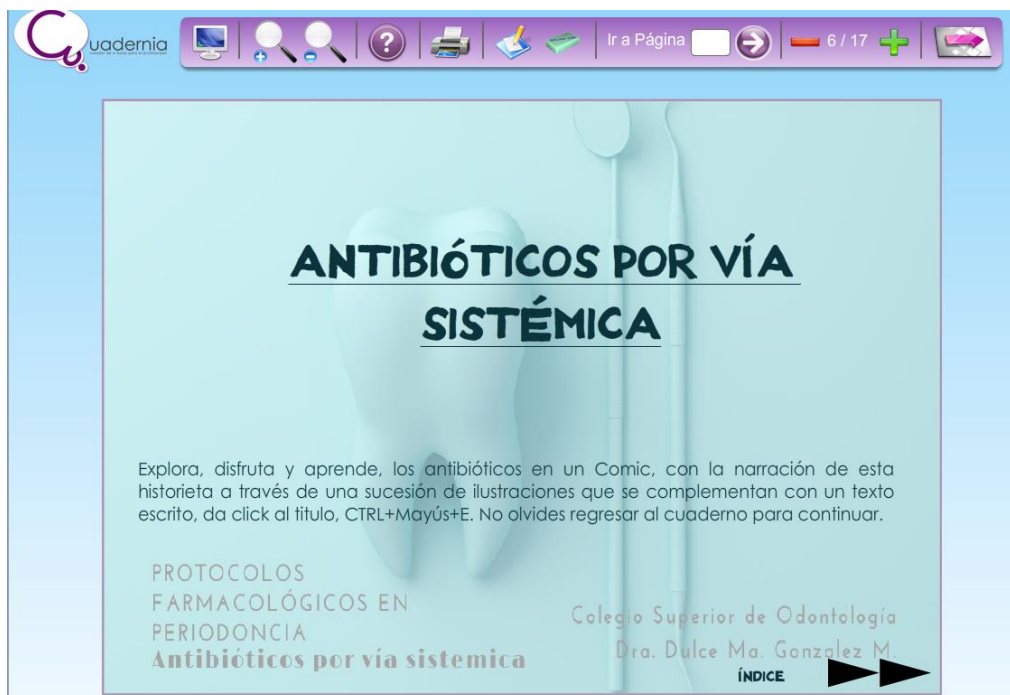 Cuadernia
Ir a Página
6 / 17
ANTIBIÓTICOS POR VÍA
SISTÉMICA
Explora, disfruta y aprende, los antibióticos en un Comic, con la narración de esta
historieta a través de una sucesión de ilustraciones que se complementan con un texto
escrito, da click al titulo, CTRL+Mayús+E. No olvides regresar al cuaderno para continuar.
PROTOCOLOS
FARMACOLÓGICOS EN
PERIODONCIA
Antibióticos por vía sistemica
Colegio Superior de Odontología
Dra. Dulce Ma. Gonzalez M.
ÍNDICE